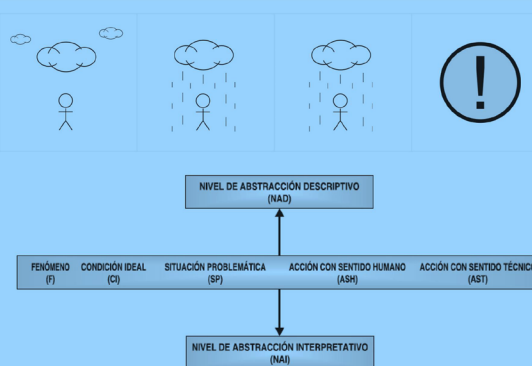 !
NIVEL DE ABSTRACCIÓN DESCRIPTIVO
(NAD)
FENÓMENO CONDICIÓN IDEAL SITUACIÓN PROBLEMÁTICA ACCIÓN CON SENTIDO HUMANO ACCIÓN CON SENTIDO TÉCNICO
(F) (CI) (SP) (ASH) (AST)
NIVEL DE ABSTRACCIÓN INTERPRETATIVO
(NAI)